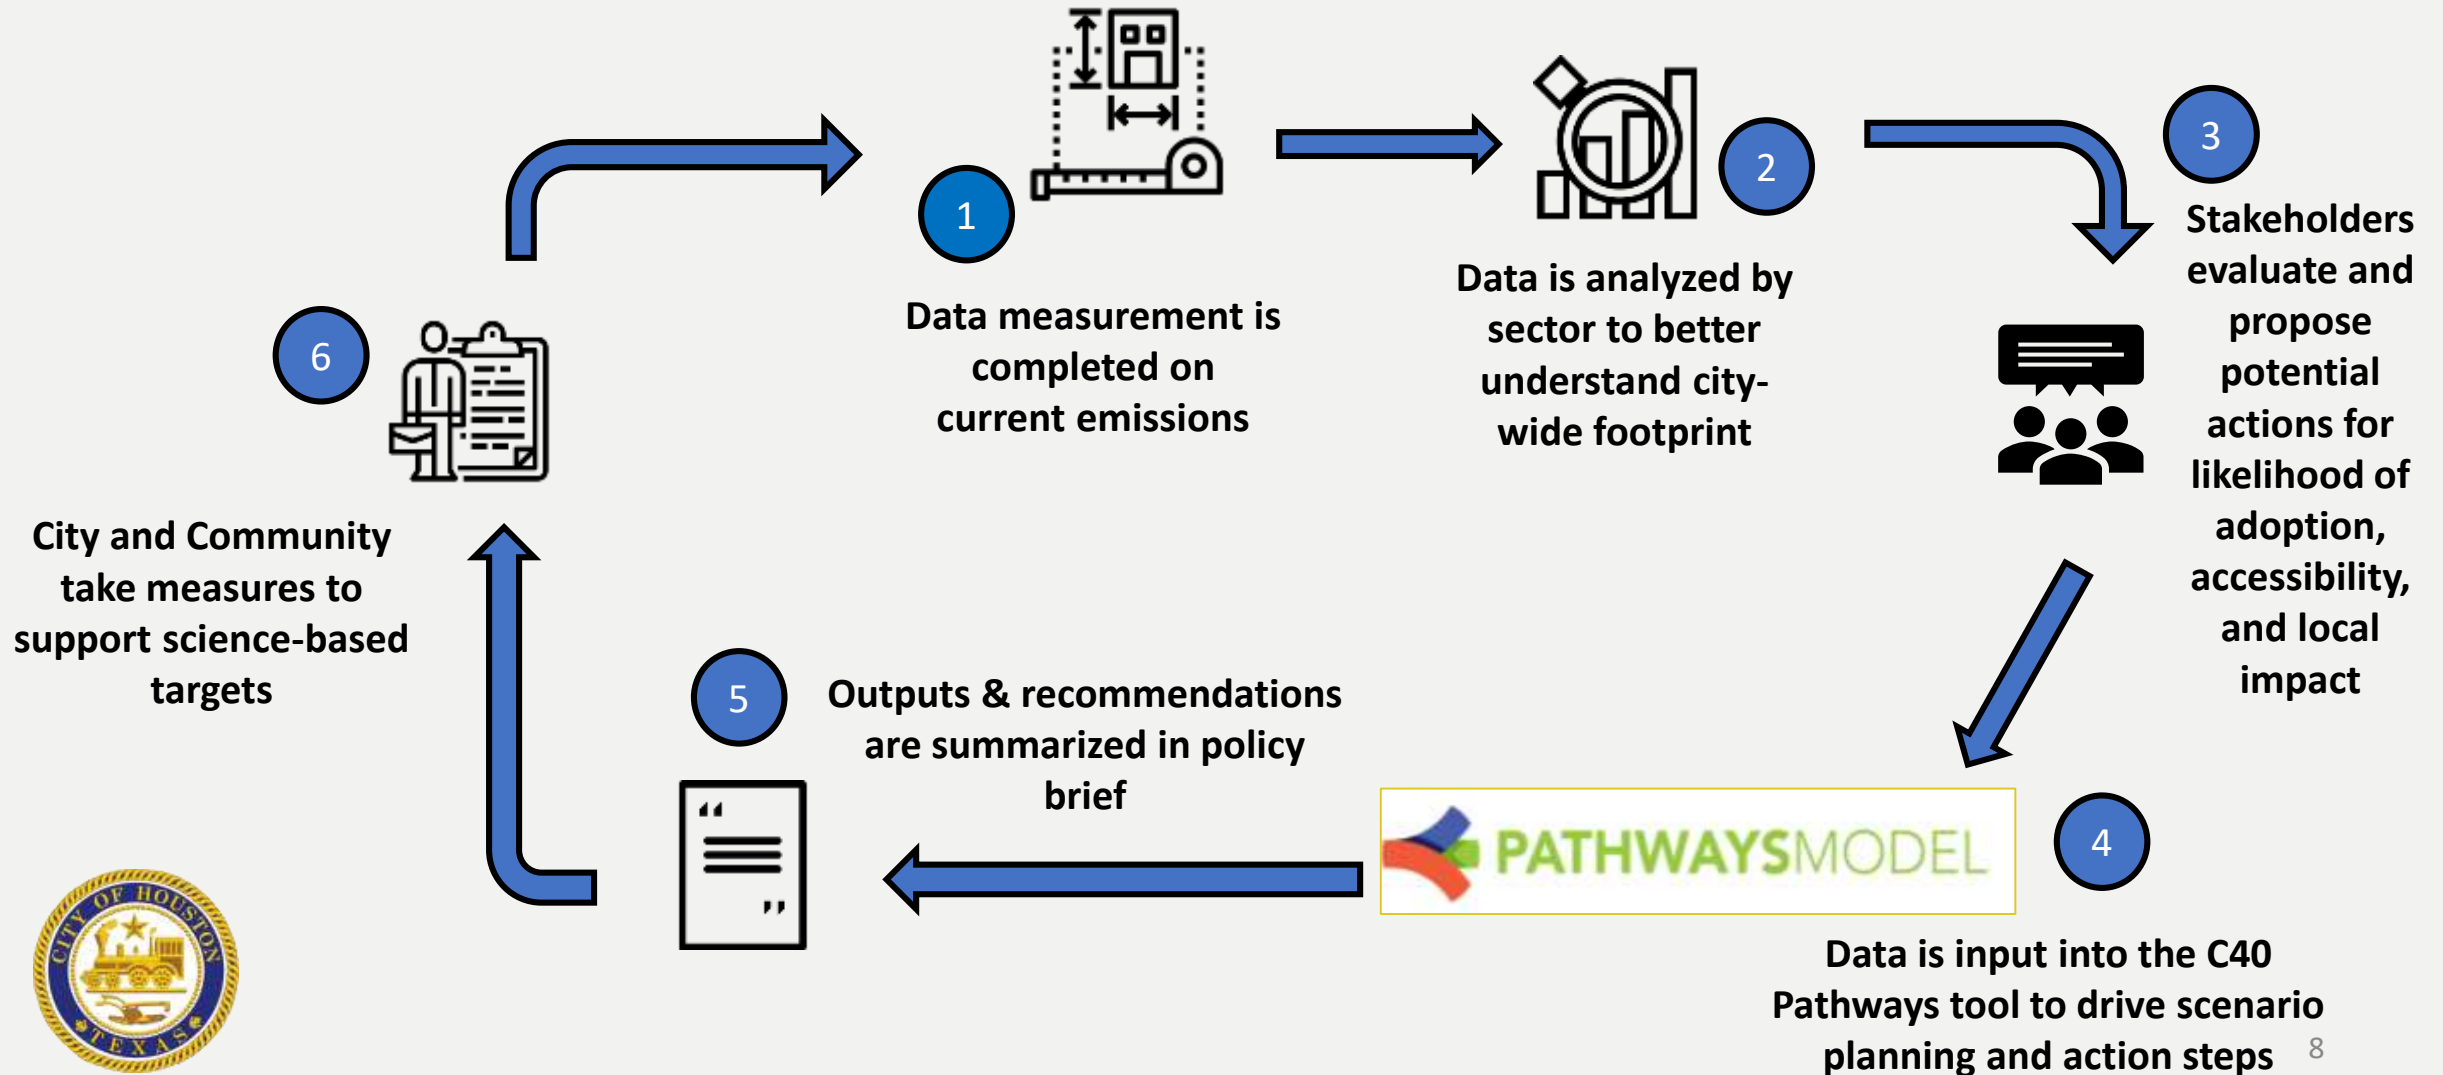 1
Data measurement is
completed on
current emissions
2
Data is analyzed by
sector to better
understand city-
wide footprint
3
Stakeholders
evaluate and
propose
potential
actions for
likelihood of
adoption,
accessibility,
and local
impact
PATHWAYSMODEL
4
Data is input into the C40
Pathways tool to drive scenario
planning and action steps
5
Outputs & recommendations
are summarized in policy
brief
6
City and Community
take measures to
support science-based
targets
CITY OF HOUSTON
TEXAS
8